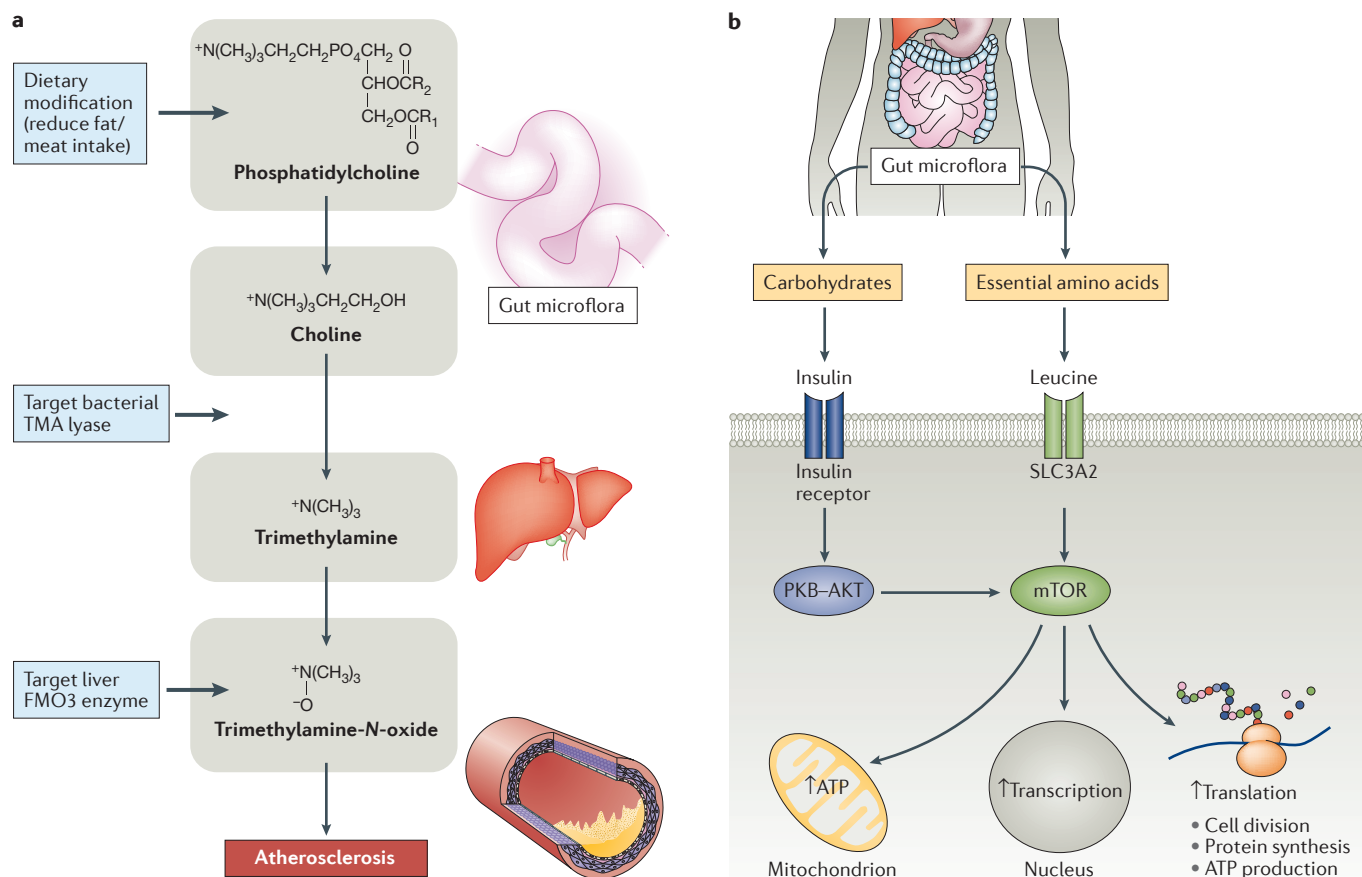 a
Dietary
modification
(reduce fat/
meat intake)
⁺N(CH₃)₃CH₂CH₂PO₄CH₂ O
CHOCR₂
CH₂OCR₁
O
Phosphatidylcholine
Gut microflora
⁺N(CH₃)₃CH₂CH₂OH
Choline
Target bacterial
TMA lyase
⁺N(CH₃)₃
Trimethylamine
Target liver
FMO3 enzyme
⁺N(CH₃)₃
⁻O
Trimethylamine-N-oxide
Atherosclerosis
b
Gut microflora
Carbohydrates
Essential amino acids
Insulin
Leucine
Insulin
receptor
SLC3A2
PKB–AKT
mTOR
↑ATP
Mitochondrion
↑Transcription
Nucleus
↑Translation
• Cell division
• Protein synthesis
• ATP production